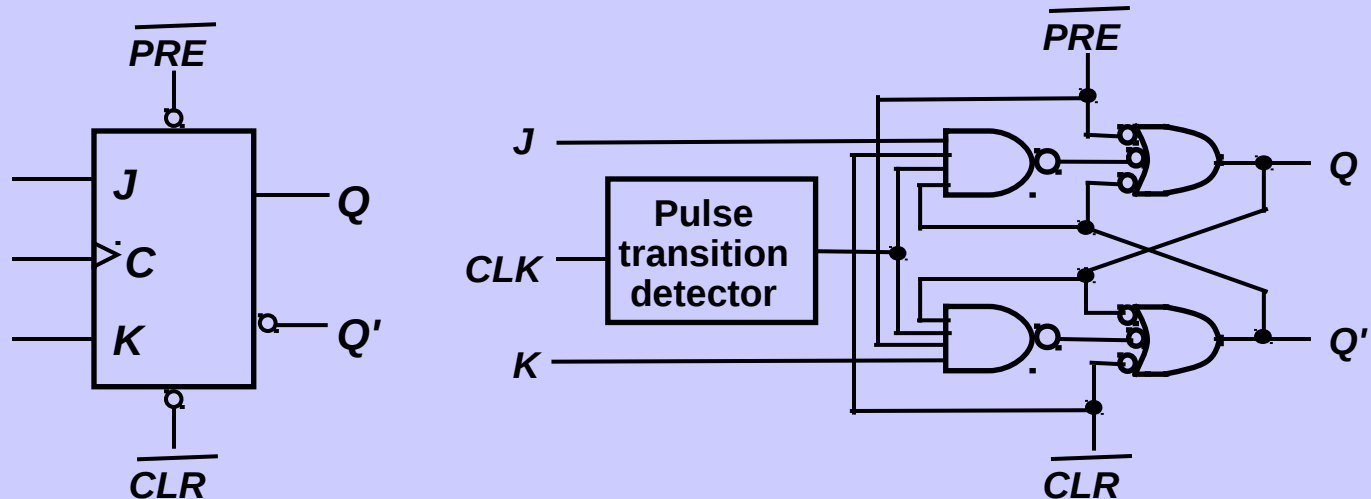 PRE
J
C
K
Q
Q'
CLR
PRE
J
Pulse
transition
detector
CLK
K
Q
Q'
CLR